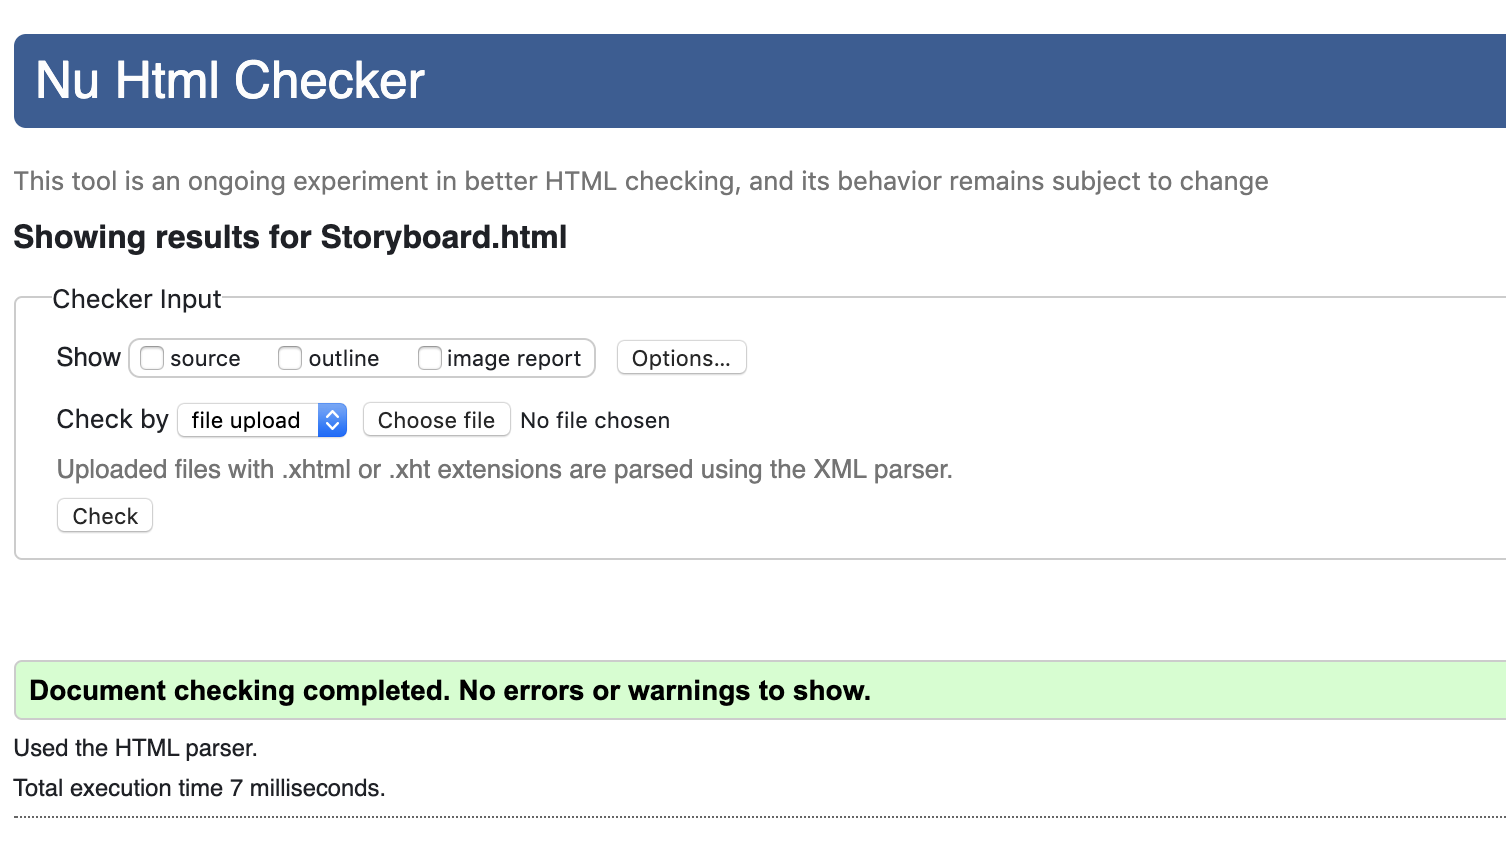 Nu Html Checker
This tool is an ongoing experiment in better HTML checking, and its behavior remains subject to change
Showing results for Storyboard.html
Checker Input
Show source outline image report Options...
Check by file upload Choose file No file chosen
Uploaded files with .xhtml or .xht extensions are parsed using the XML parser.
Check
Document checking completed. No errors or warnings to show.
Used the HTML parser.
Total execution time 7 milliseconds.